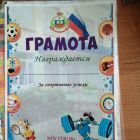 ГРАМОТА
Награждается
За спортивные успехи